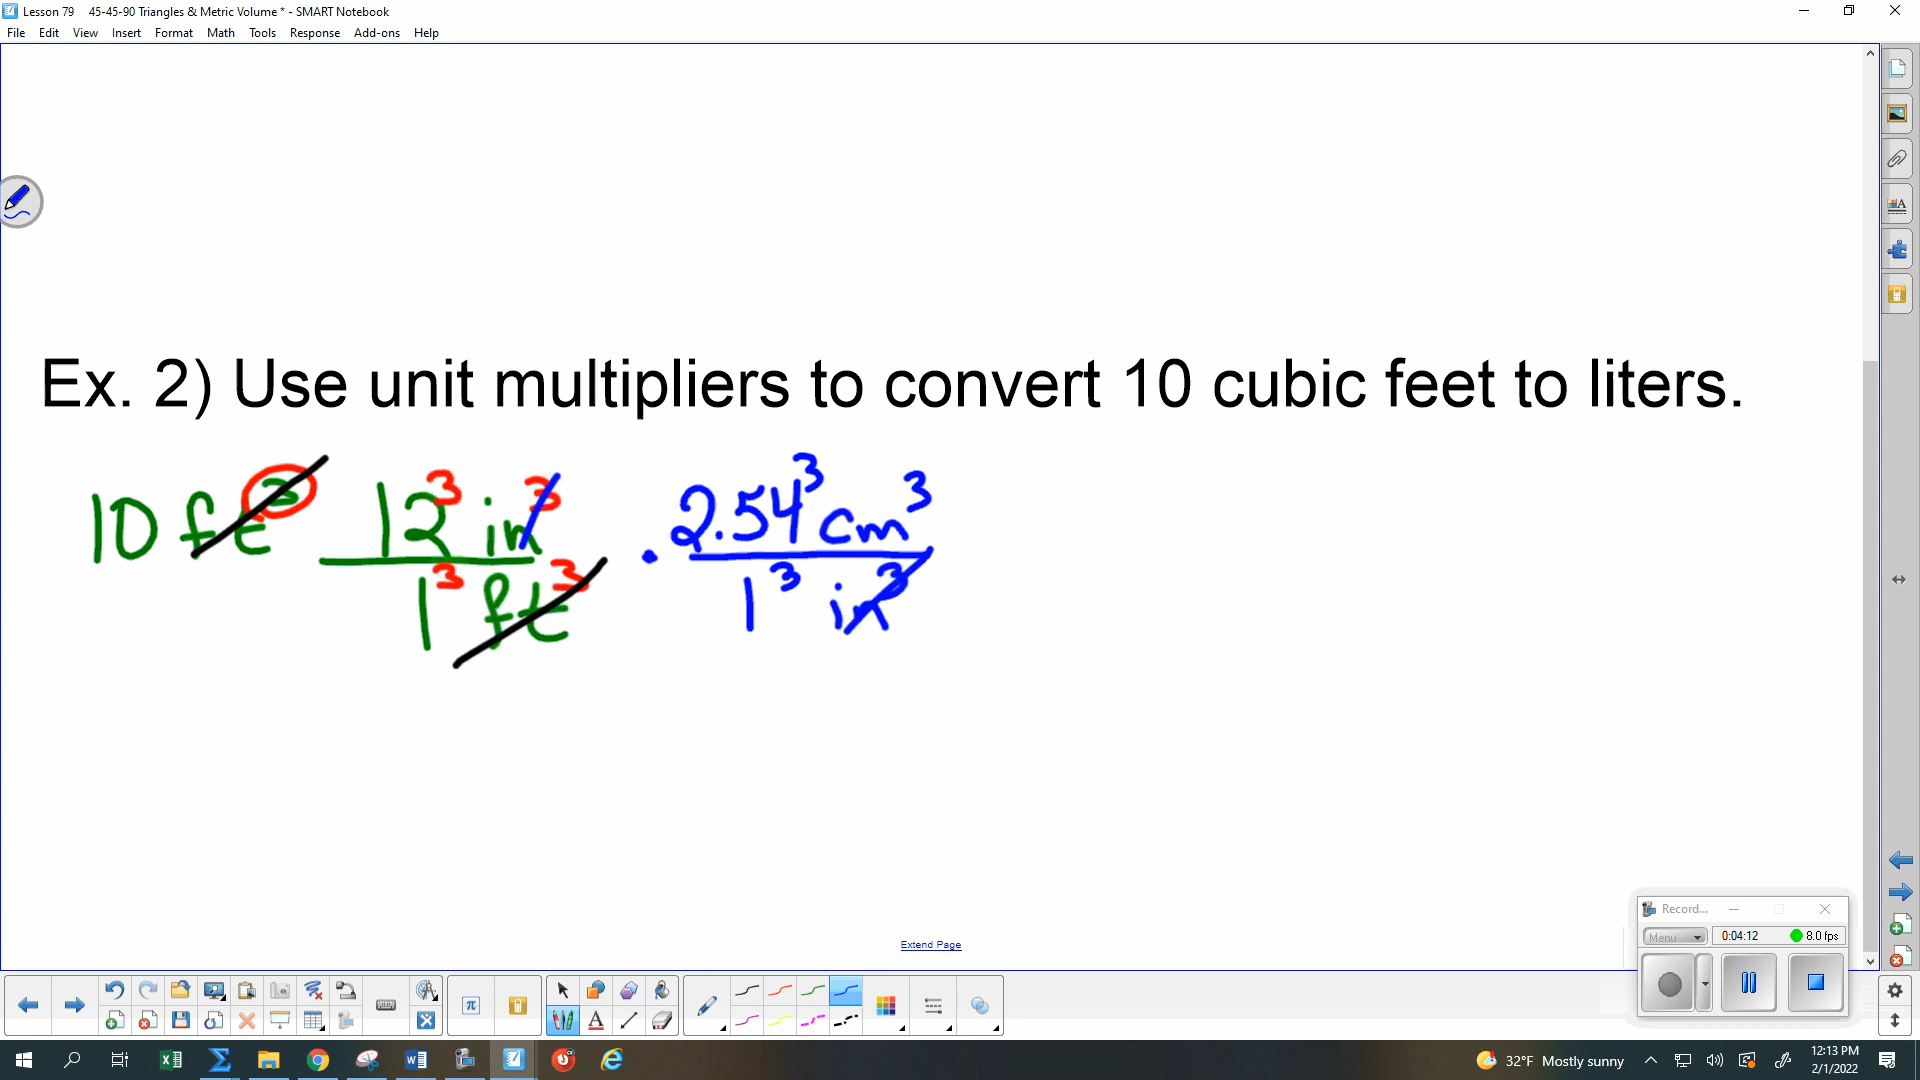 Lesson 79 45-45-90 Triangles & Metric Volume * - SMART Notebook
File Edit View Insert Format Math Tools Response Add-ons Help
Ex. 2) Use unit multipliers to convert 10 cubic feet to liters.
10 ft³ 12³ in³ · 2.54³ cm³
1³ ft³ 1³ in³
Extend Page
Record...
Menu 0:04:12 8.0 fps
32°F Mostly sunny
12:13 PM
2/1/2022